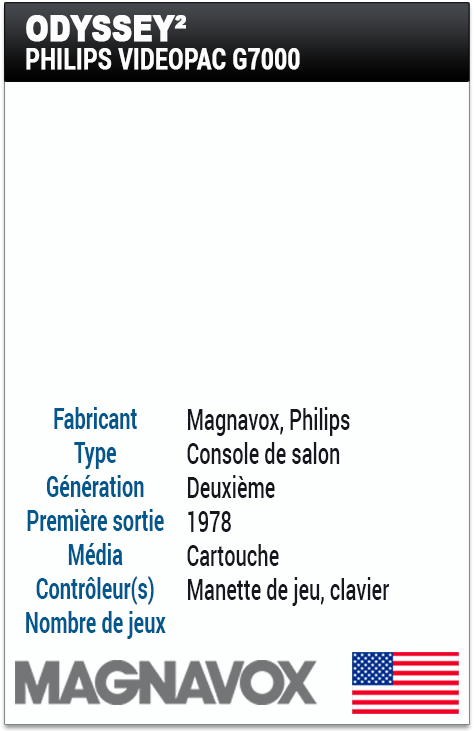 ODYSSEY²
PHILIPS VIDEOPAC G7000
Fabricant Magnavox, Philips
Type Console de salon
Génération Deuxième
Première sortie 1978
Média Cartouche
Contrôleur(s) Manette de jeu, clavier
Nombre de jeux
MAGNAVOX